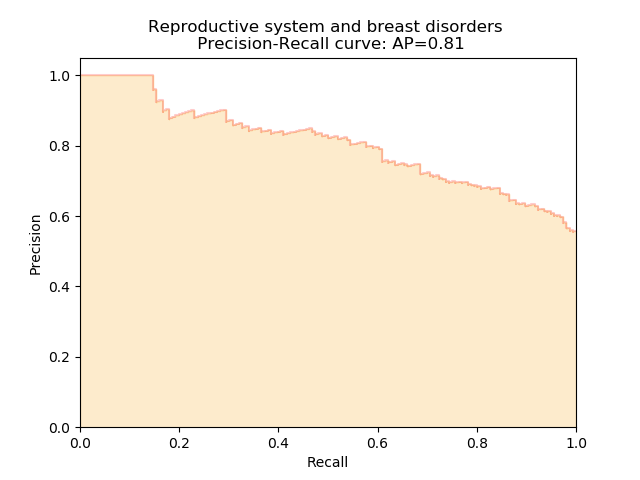 Reproductive system and breast disorders
Precision-Recall curve: AP=0.81
1.0
0.8
0.6
0.4
0.2
0.0
Precision
0.0 0.2 0.4 0.6 0.8 1.0
Recall